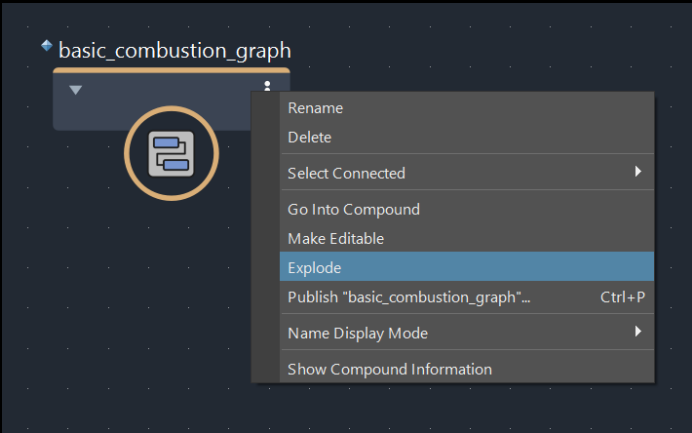 basic_combustion_graph
Rename
Delete
Select Connected
Go Into Compound
Make Editable
Explode
Publish "basic_combustion_graph"... Ctrl+P
Name Display Mode
Show Compound Information